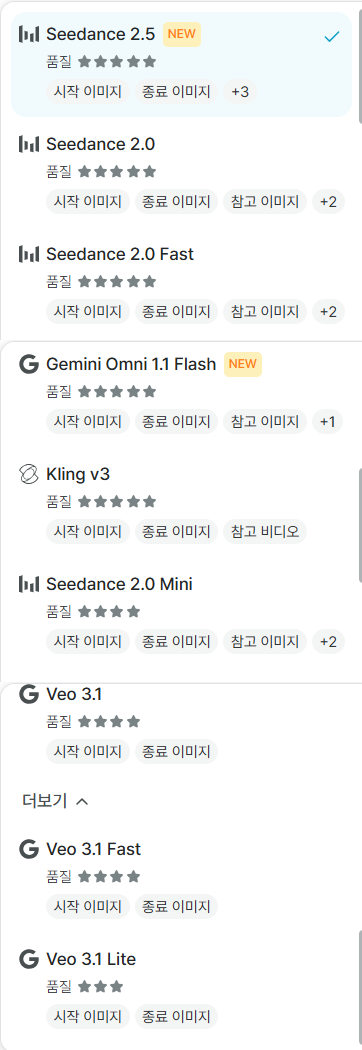 Seedance 2.5 NEW
품질 ★★★★★
시작 이미지 종료 이미지 +3
Seedance 2.0
품질 ★★★★★
시작 이미지 종료 이미지 참고 이미지 +2
Seedance 2.0 Fast
품질 ★★★★★
시작 이미지 종료 이미지 참고 이미지 +2
Gemini Omni 1.1 Flash NEW
품질 ★★★★★
시작 이미지 종료 이미지 참고 이미지 +1
Kling v3
품질 ★★★★★
시작 이미지 종료 이미지 참고 비디오
Seedance 2.0 Mini
품질 ★★★★
시작 이미지 종료 이미지 참고 이미지 +2
Veo 3.1
품질 ★★★★
시작 이미지 종료 이미지
더보기
Veo 3.1 Fast
품질 ★★★★
시작 이미지 종료 이미지
Veo 3.1 Lite
품질 ★★★
시작 이미지 종료 이미지